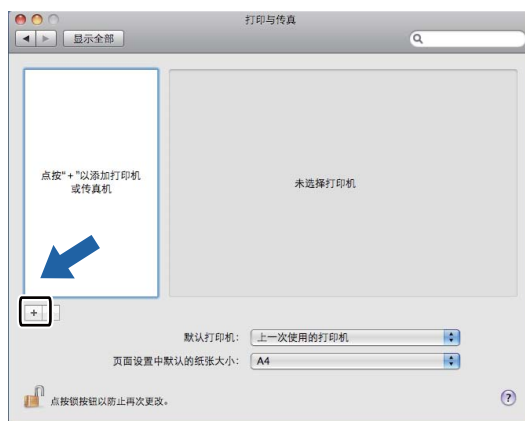 打印与传真
显示全部
点按“+”以添加打印机
或传真机
未选择打印机
+
默认打印机: 上一次使用的打印机
页面设置中默认的纸张大小: A4
点按锁按钮以防止再次更改。
?